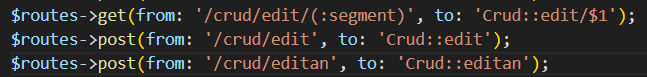 $routes->get(from: '/crud/edit/(:segment)', to: 'Crud::edit/$1');
$routes->post(from: '/crud/edit', to: 'Crud::edit');
$routes->post(from: '/crud/editan', to: 'Crud::editan');